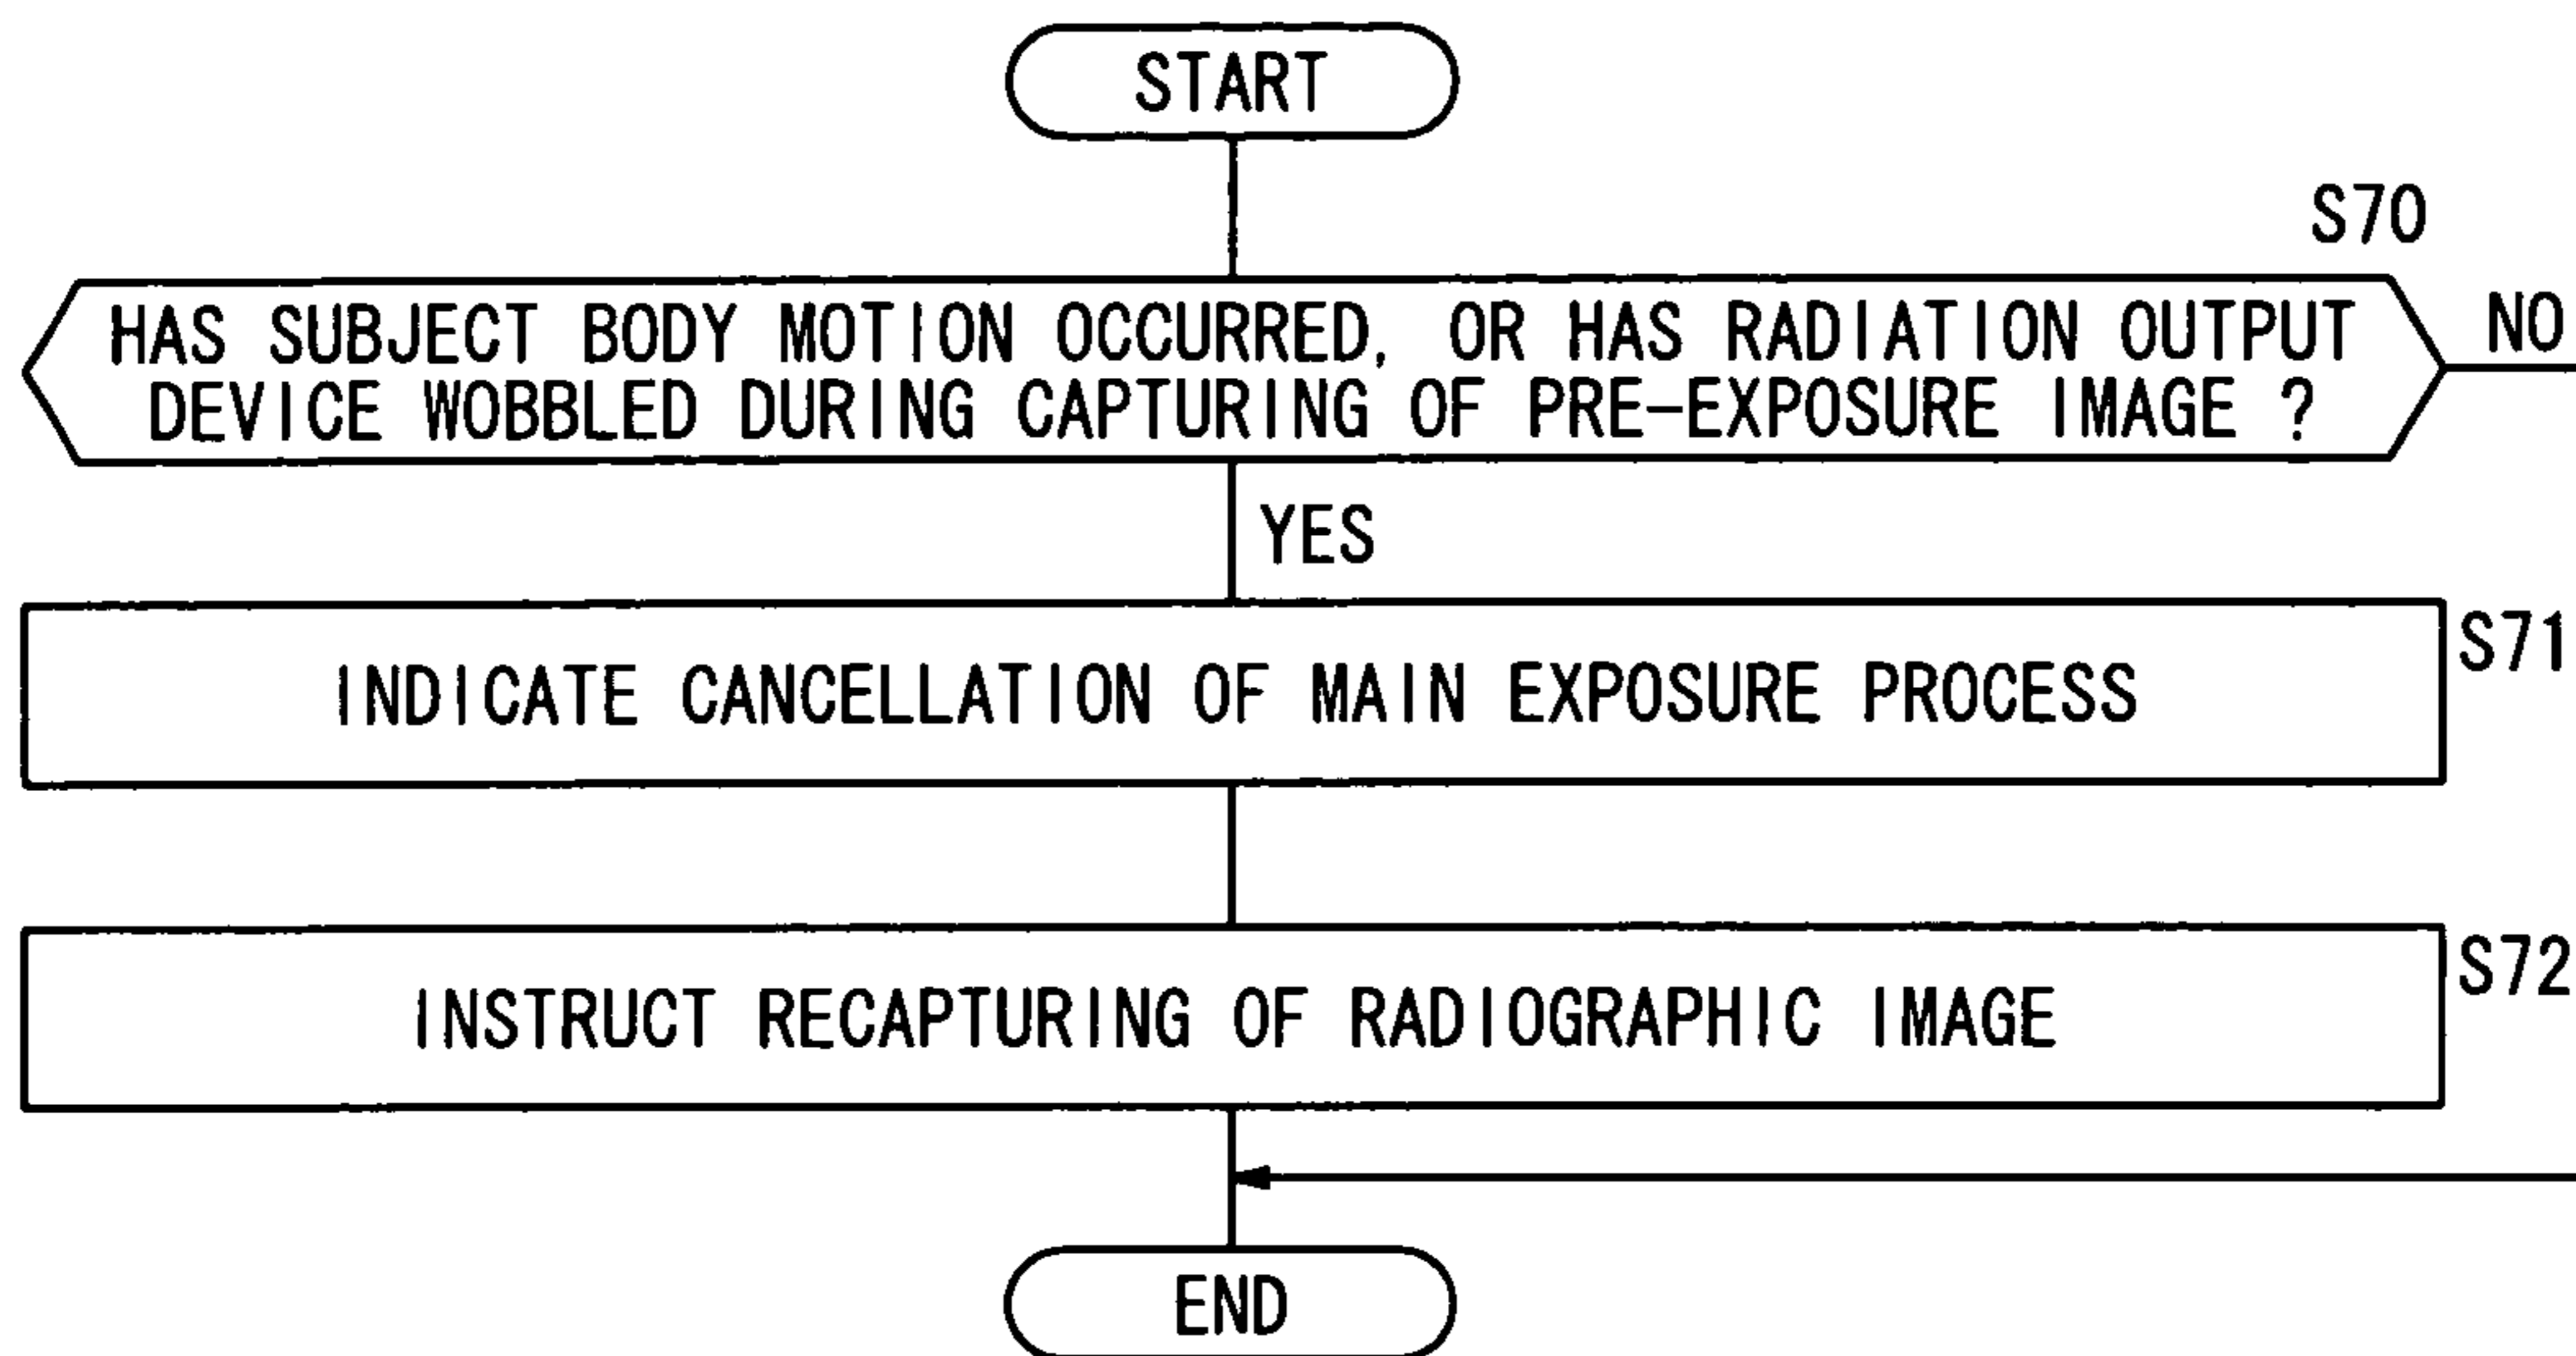 START
S70
HAS SUBJECT BODY MOTION OCCURRED, OR HAS RADIATION OUTPUT
DEVICE WOBBLED DURING CAPTURING OF PRE-EXPOSURE IMAGE ?
NO
YES
S71
INDICATE CANCELLATION OF MAIN EXPOSURE PROCESS
S72
INSTRUCT RECAPTURING OF RADIOGRAPHIC IMAGE
END